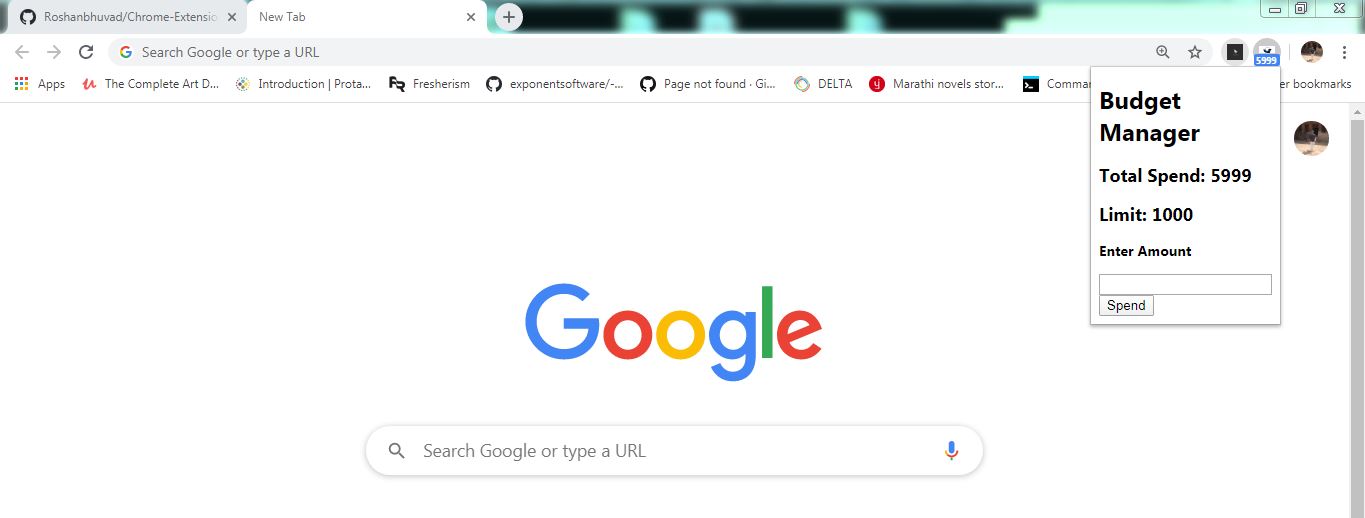 Roshanbhuvad/Chrome-Extensio
New Tab
Search Google or type a URL
5999
Apps
The Complete Art D...
Introduction | Prota...
Fresherism
exponentsoftware/-...
Page not found · Gi...
DELTA
Marathi novels stor...
Comma
er bookmarks
Budget
Manager
Total Spend: 5999
Limit: 1000
Enter Amount
Spend
Google
Search Google or type a URL